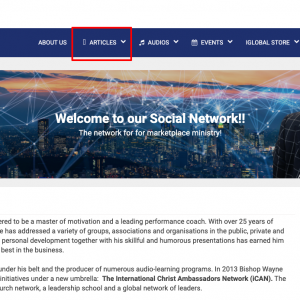 ABOUT US ARTICLES AUDIOS EVENTS IGLOBAL STORE
Welcome to our Social Network!!
The network for for marketplace ministry!
ered to be a master of motivation and a leading performance coach. With over 25 years of
e has addressed a variety of groups, associations and organisations in the public, private and
personal development together with his skillful and humorous presentations has earned him
best in the business.
under his belt and the producer of numerous audio-learning programs. In 2013 Bishop Wayne
initiatives under a new umbrella: The International Christ Ambassadors Network (iCAN). The
urch network, a leadership school and a global network of leaders.